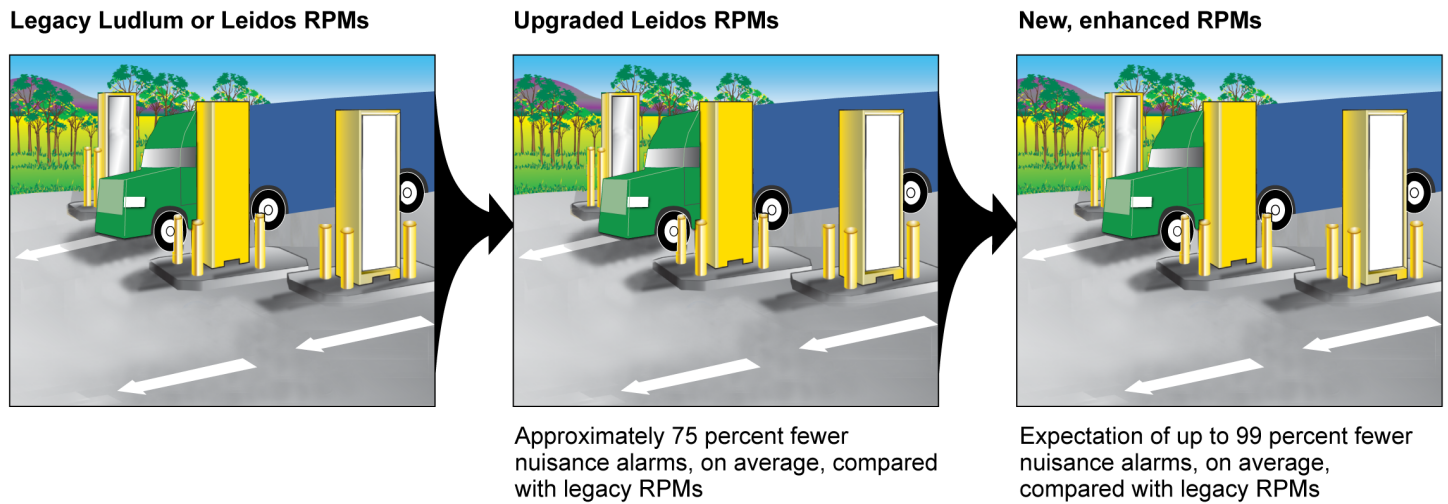 Legacy Ludlum or Leidos RPMs
Upgraded Leidos RPMs
New, enhanced RPMs
Approximately 75 percent fewer
nuisance alarms, on average, compared
with legacy RPMs
Expectation of up to 99 percent fewer
nuisance alarms, on average,
compared with legacy RPMs